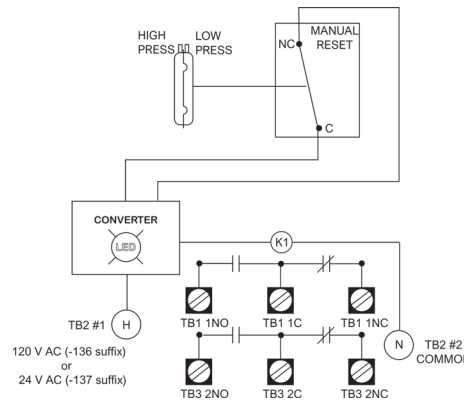 HIGH PRESS
LOW PRESS
MANUAL RESET
NC
C
CONVERTER
LED
K1
TB1 1NO
TB1 1C
TB1 1NC
TB2 #1
H
N
TB2 #2
COMMO
120 V AC (-136 suffix)
or
24 V AC (-137 suffix)
TB3 2NO
TB3 2C
TB3 2NC